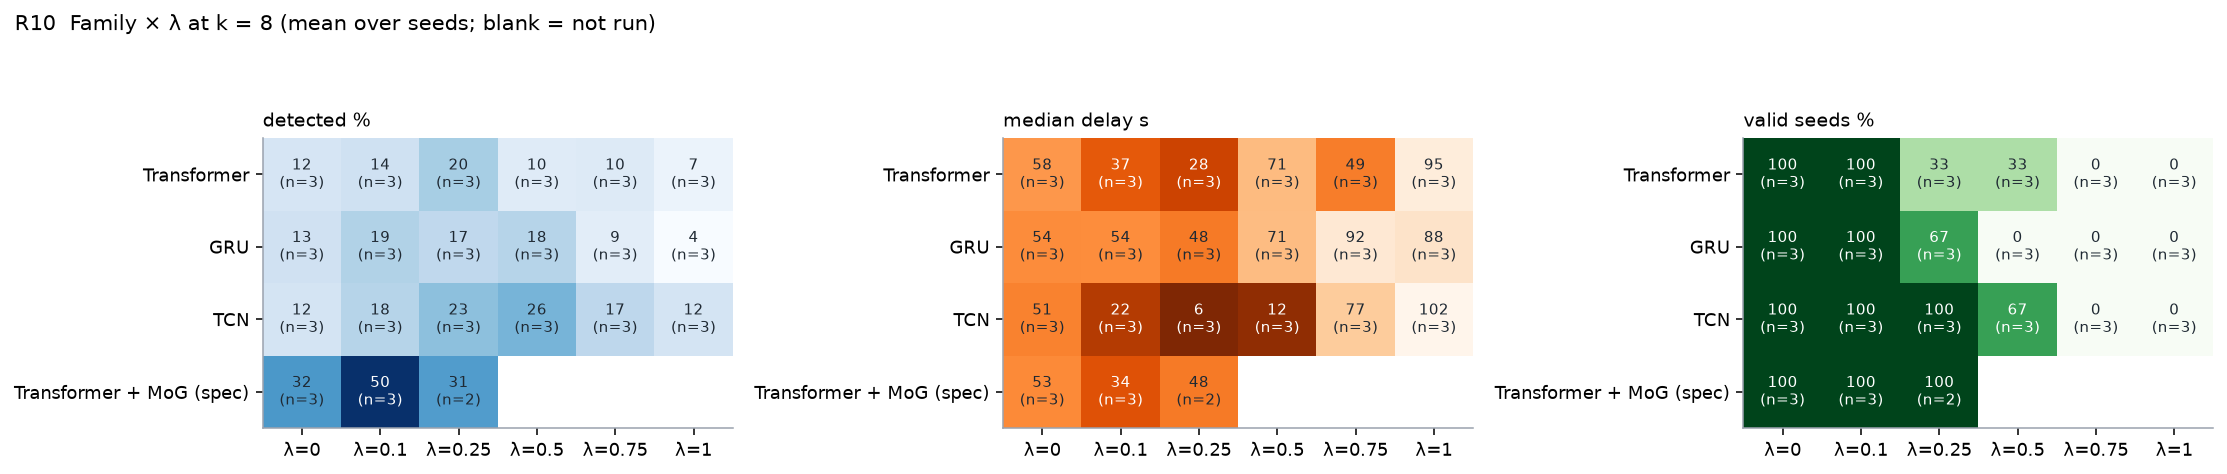 R10  Family × λ at k = 8 (mean over seeds; blank = not run)
detected %
Transformer
12 14 20 10 10 7
(n=3) (n=3) (n=3) (n=3) (n=3) (n=3)
GRU
13 19 17 18 9 4
(n=3) (n=3) (n=3) (n=3) (n=3) (n=3)
TCN
12 18 23 26 17 12
(n=3) (n=3) (n=3) (n=3) (n=3) (n=3)
Transformer + MoG (spec)
32 50 31
(n=3) (n=3) (n=2)
λ=0 λ=0.1 λ=0.25 λ=0.5 λ=0.75 λ=1
median delay s
Transformer
58 37 28 71 49 95
(n=3) (n=3) (n=3) (n=3) (n=3) (n=3)
GRU
54 54 48 71 92 88
(n=3) (n=3) (n=3) (n=3) (n=3) (n=3)
TCN
51 22 6 12 77 102
(n=3) (n=3) (n=3) (n=3) (n=3) (n=3)
Transformer + MoG (spec)
53 34 48
(n=3) (n=3) (n=2)
λ=0 λ=0.1 λ=0.25 λ=0.5 λ=0.75 λ=1
valid seeds %
Transformer
100 100 33 33 0 0
(n=3) (n=3) (n=3) (n=3) (n=3) (n=3)
GRU
100 100 67 0 0 0
(n=3) (n=3) (n=3) (n=3) (n=3) (n=3)
TCN
100 100 100 67 0 0
(n=3) (n=3) (n=3) (n=3) (n=3) (n=3)
Transformer + MoG (spec)
100 100 100
(n=3) (n=3) (n=2)
λ=0 λ=0.1 λ=0.25 λ=0.5 λ=0.75 λ=1